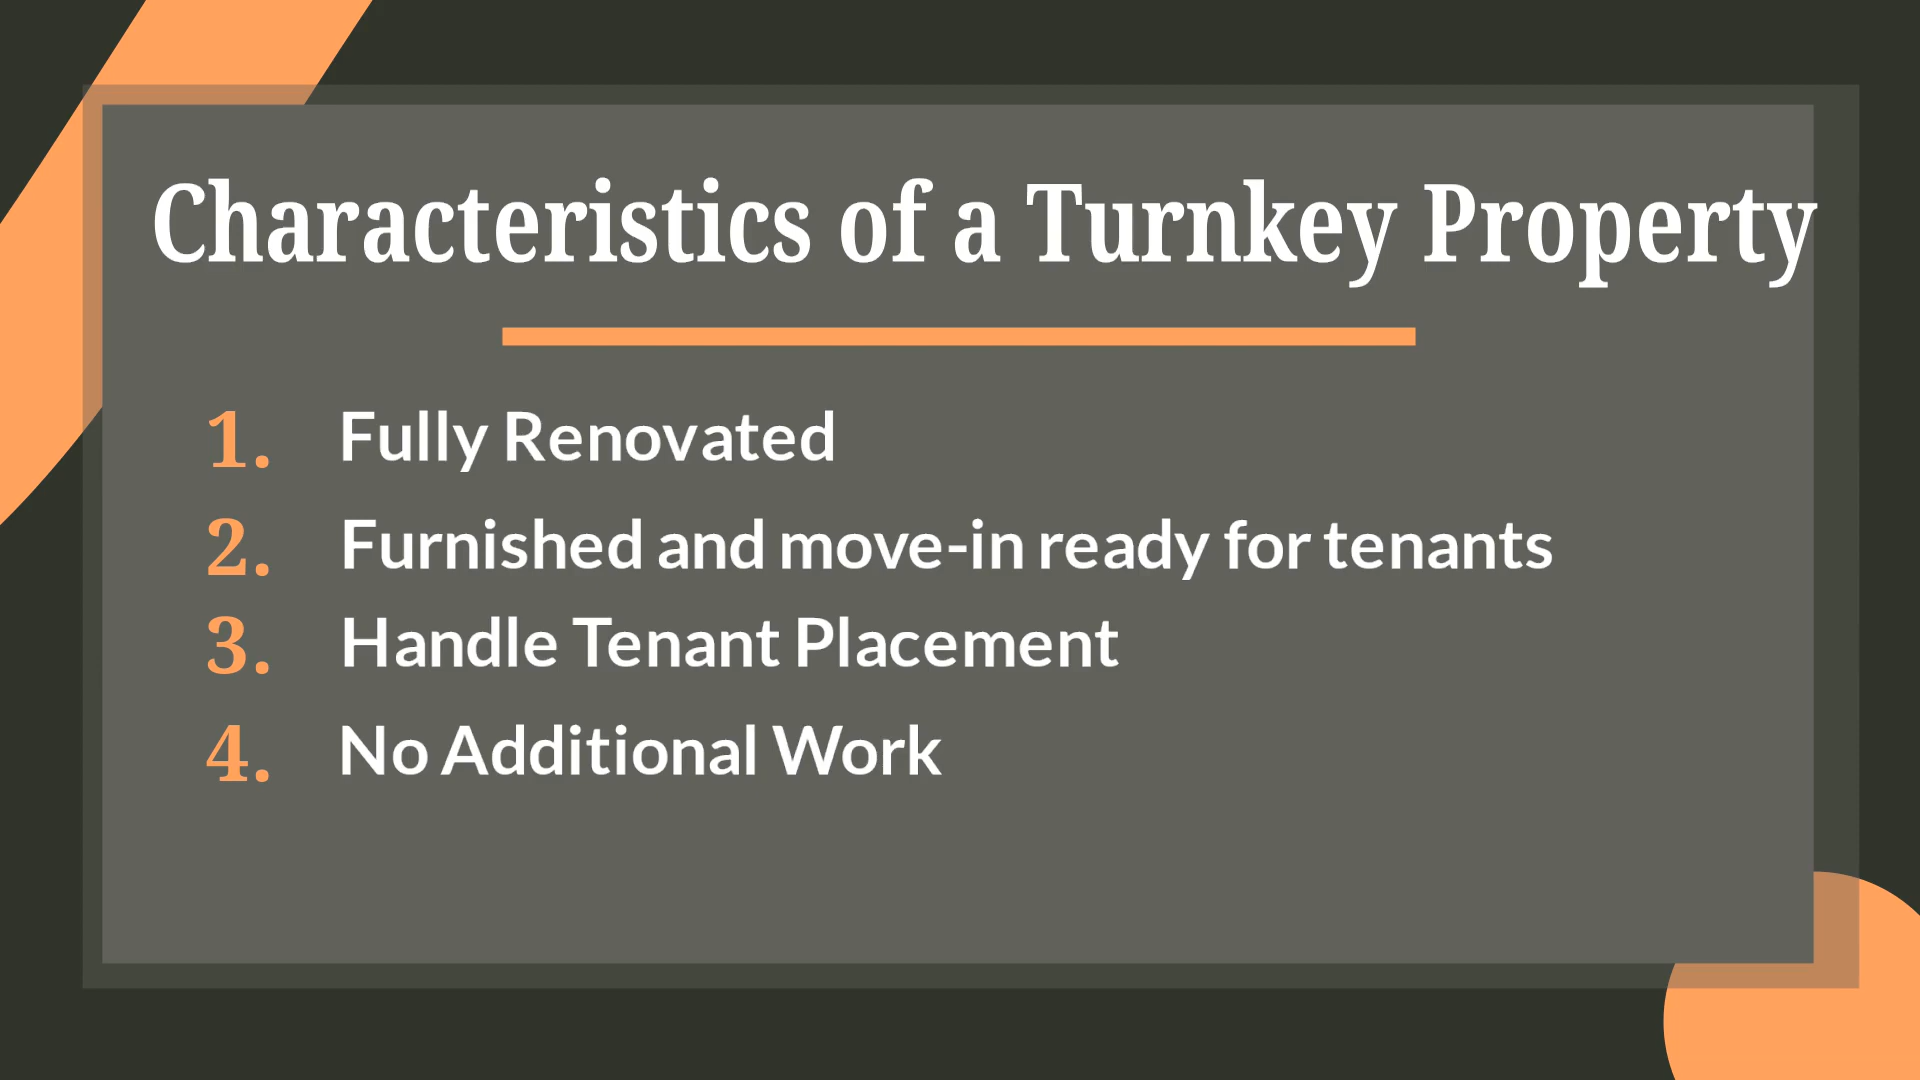 Characteristics of a Turnkey Property
1. Fully Renovated
2. Furnished and move-in ready for tenants
3. Handle Tenant Placement
4. No Additional Work